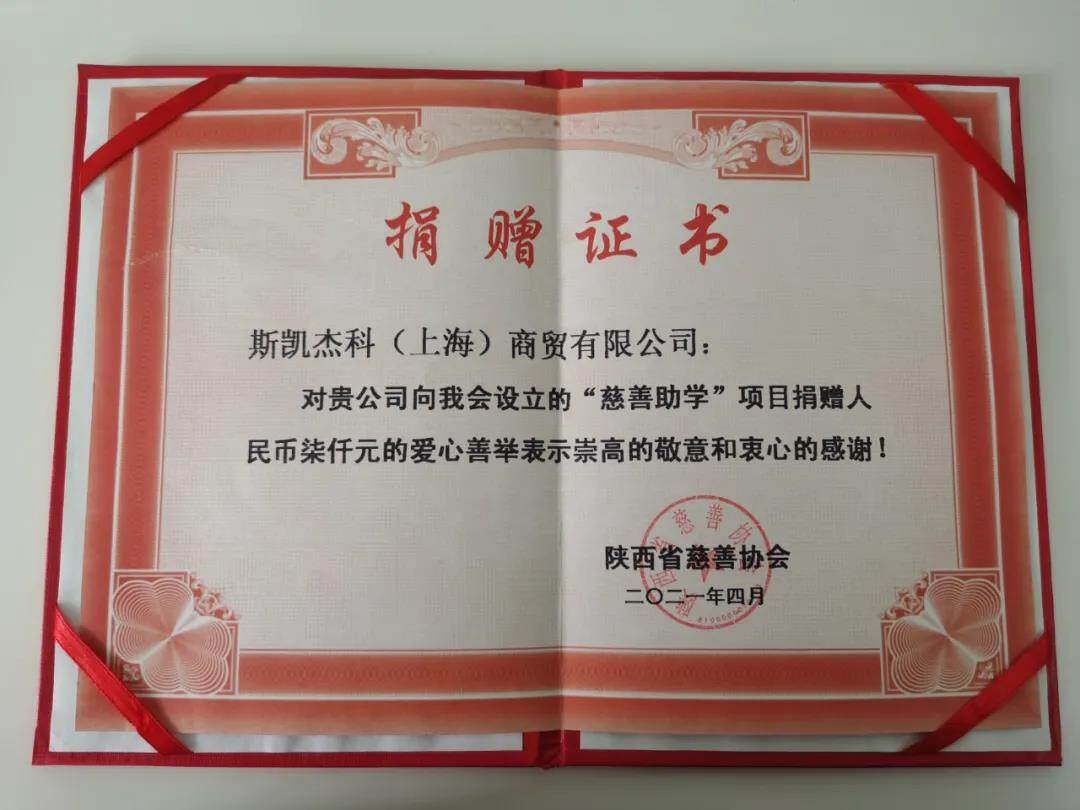 捐赠证书
斯凯杰科（上海）商贸有限公司：
对贵公司向我会设立的“慈善助学”项目捐赠人
民币柒仟元的爱心善举表示崇高的敬意和衷心的感谢！
陕西省慈善协会
二〇二一年四月